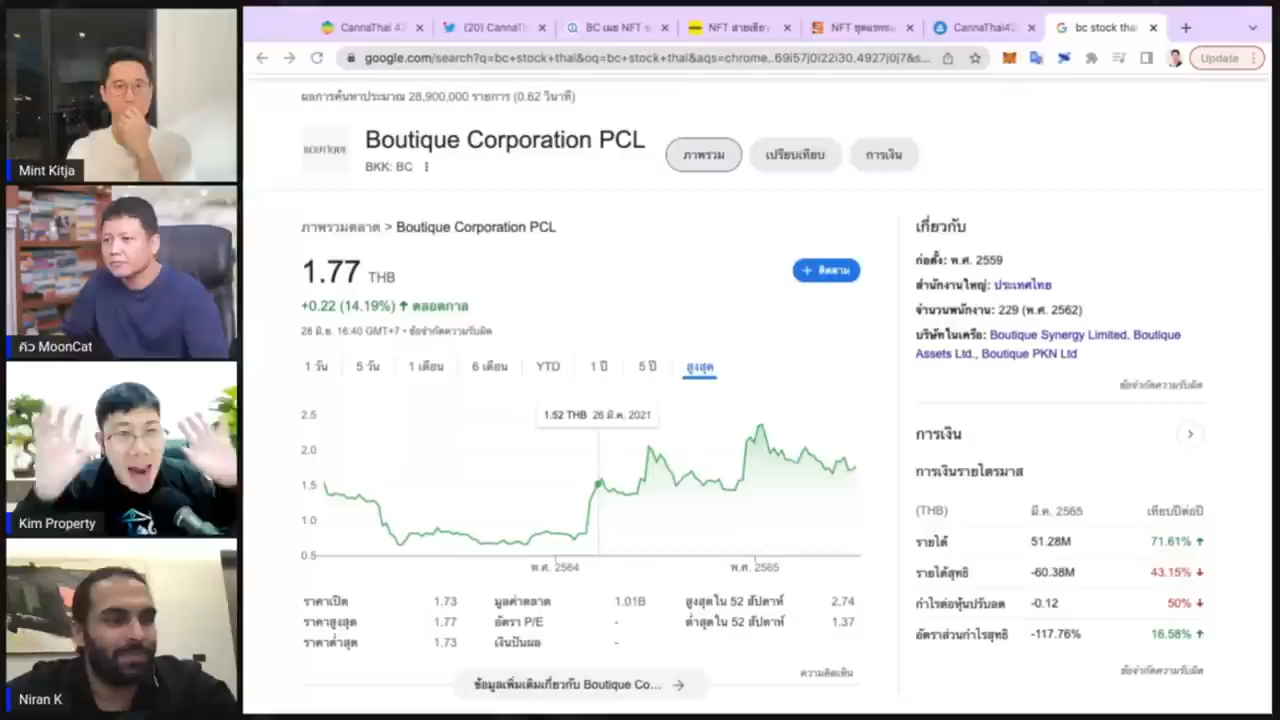 CannaThai 42
(20) CannaTh
BC เผย NFT
NFT สายเขียว
NFT ชุดแรกขอ
CannaThai42
bc stock thai
google.com/search?q=bc+stock+thai&oq=bc+stock+thai&aqs=chrome..69i57j0i22i30.4927j0j7&s...
Update
ผลการค้นหาประมาณ 28,900,000 รายการ (0.62 วินาที)
BOUTIQUE
Boutique Corporation PCL
BKK: BC
ภาพรวม
เปรียบเทียบ
การเงิน
Mint Kitja
ภาพรวมตลาด > Boutique Corporation PCL
1.77 THB
+ ติดตาม
+0.22 (14.19%) ↑ ตลอดกาล
28 มิ.ย. 16:40 GMT+7 • ข้อจำกัดความรับผิด
คิว MoonCat
1 วัน
5 วัน
1 เดือน
6 เดือน
YTD
1 ปี
5 ปี
สูงสุด
1.52 THB 26 มี.ค. 2021
2.5
2.0
1.5
1.0
0.5
พ.ศ. 2564
พ.ศ. 2565
Kim Property
ราคาเปิด 1.73
ราคาสูงสุด 1.77
ราคาต่ำสุด 1.73
มูลค่าตลาด 1.01B
อัตรา P/E -
เงินปันผล -
สูงสุดใน 52 สัปดาห์ 2.74
ต่ำสุดใน 52 สัปดาห์ 1.37
ความคิดเห็น
ข้อมูลเพิ่มเติมเกี่ยวกับ Boutique Co... →
Niran K
เกี่ยวกับ
ก่อตั้ง: พ.ศ. 2559
สำนักงานใหญ่: ประเทศไทย
จำนวนพนักงาน: 229 (พ.ศ. 2562)
บริษัทในเครือ: Boutique Synergy Limited, Boutique
Assets Ltd., Boutique PKN Ltd
ข้อจำกัดความรับผิด
การเงิน
การเงินรายไตรมาส
(THB) มี.ค. 2565 เทียบปีต่อปี
รายได้ 51.28M 71.61% ↑
รายได้สุทธิ -60.38M 43.15% ↓
กำไรต่อหุ้นปรับลด -0.12 50% ↓
อัตราส่วนกำไรสุทธิ -117.76% 16.58% ↑
ข้อจำกัดความรับผิด